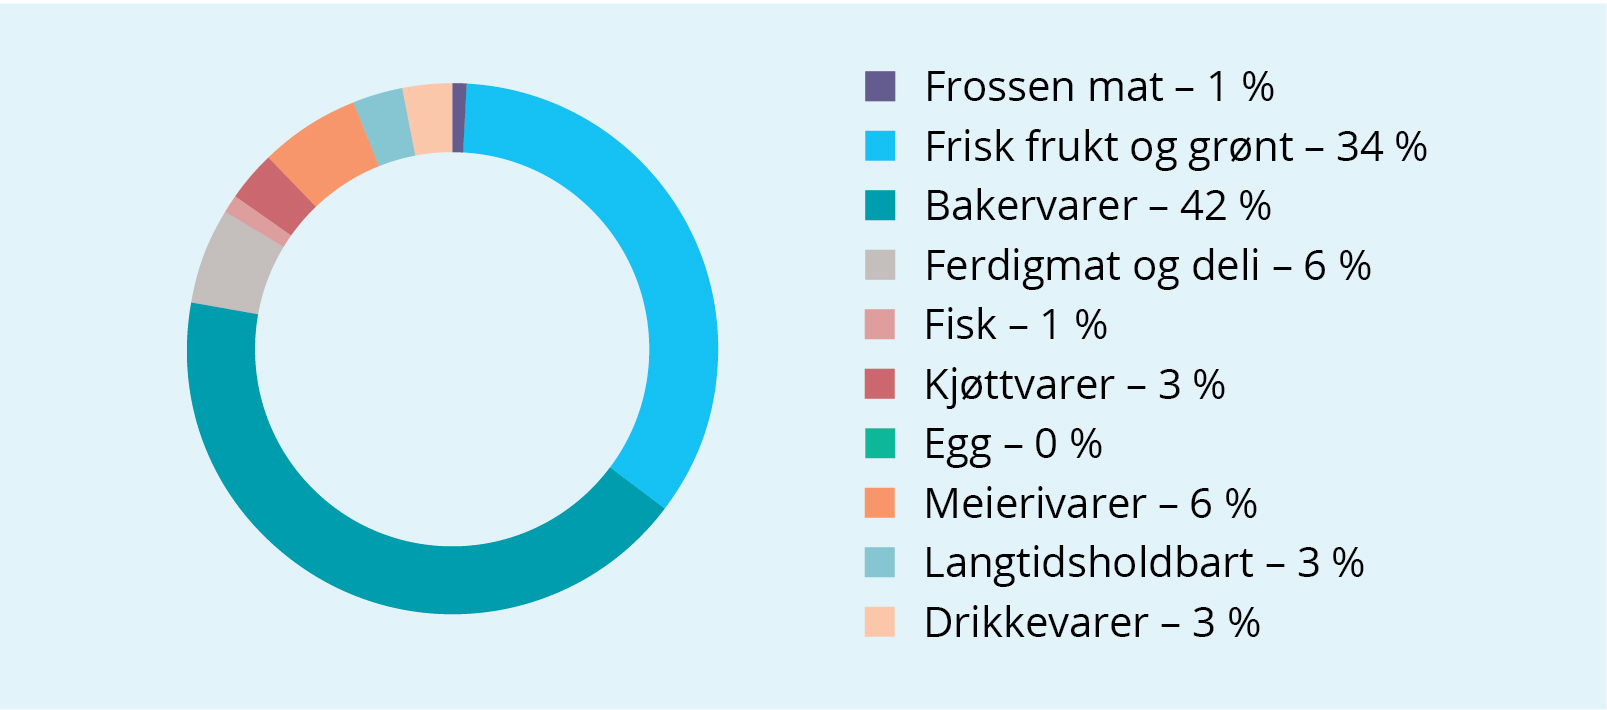 Frossen mat – 1 %
Frisk frukt og grønt – 34 %
Bakervarer – 42 %
Ferdigmat og deli – 6 %
Fisk – 1 %
Kjøttvarer – 3 %
Egg – 0 %
Meierivarer – 6 %
Langtidsholdbart – 3 %
Drikkevarer – 3 %